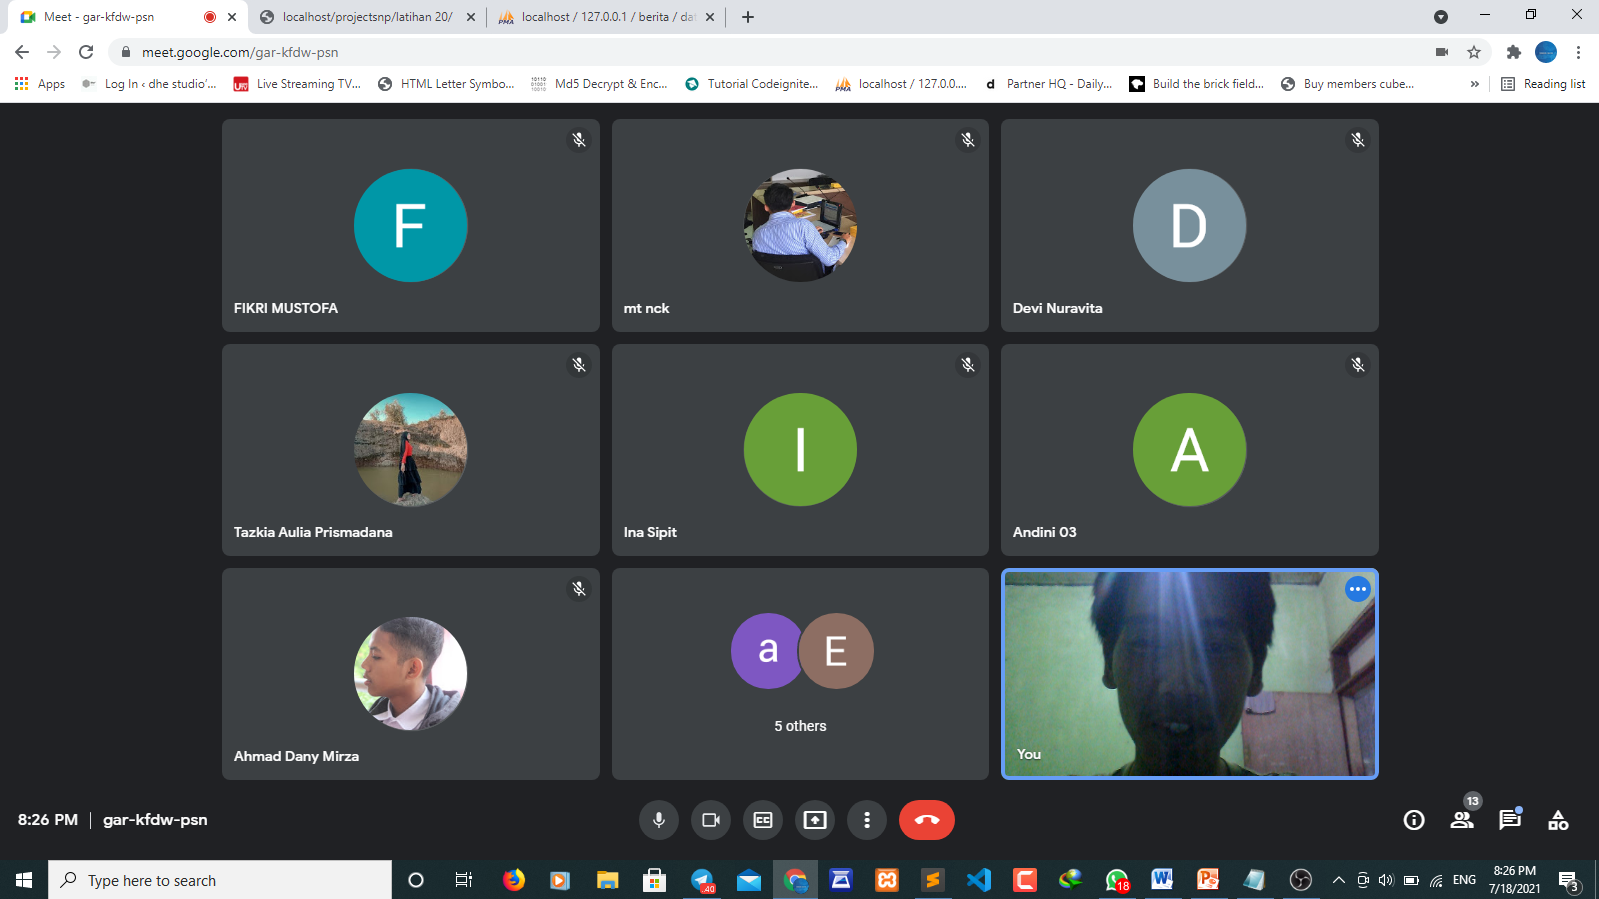 Meet - gar-kfdw-psn
localhost/projectsnp/latihan 20/
localhost / 127.0.0.1 / berita / da
meet.google.com/gar-kfdw-psn
Apps
Log In ‹ dhe studio'...
Live Streaming TV...
HTML Letter Symbo...
Md5 Decrypt & Enc...
Tutorial Codeignite...
localhost / 127.0.0....
d
Partner HQ - Daily...
Build the brick field...
Buy members cube...
»
Reading list
F
FIKRI MUSTOFA
mt nck
D
Devi Nuravita
Tazkia Aulia Prismadana
I
Ina Sipit
A
Andini 03
Ahmad Dany Mirza
a E
5 others
You
8:26 PM | gar-kfdw-psn
13
Type here to search
.40
18
ENG
8:26 PM
7/18/2021
3